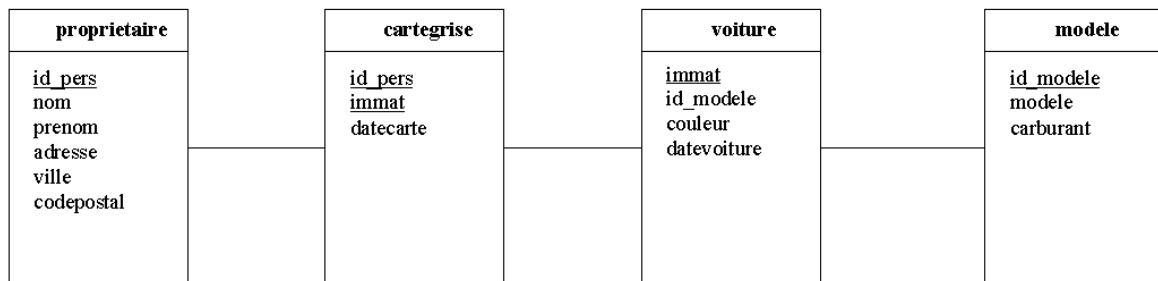 proprietaire
id_pers
nom
prenom
adresse
ville
codepostal
cartegrise
id_pers
immat
datecarte
voiture
immat
id_modele
couleur
datevoiture
modele
id_modele
modele
carburant